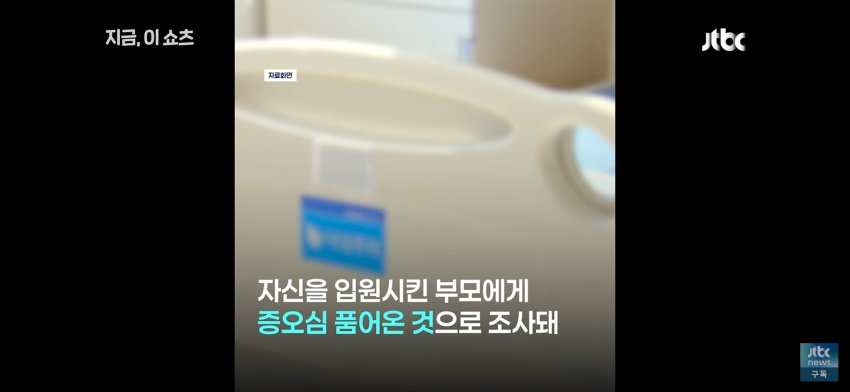 지금, 이 쇼츠
jtbc
자료화면
자신을 입원시킨 부모에게
증오심 품어온 것으로 조사돼
jtbc
news
구독